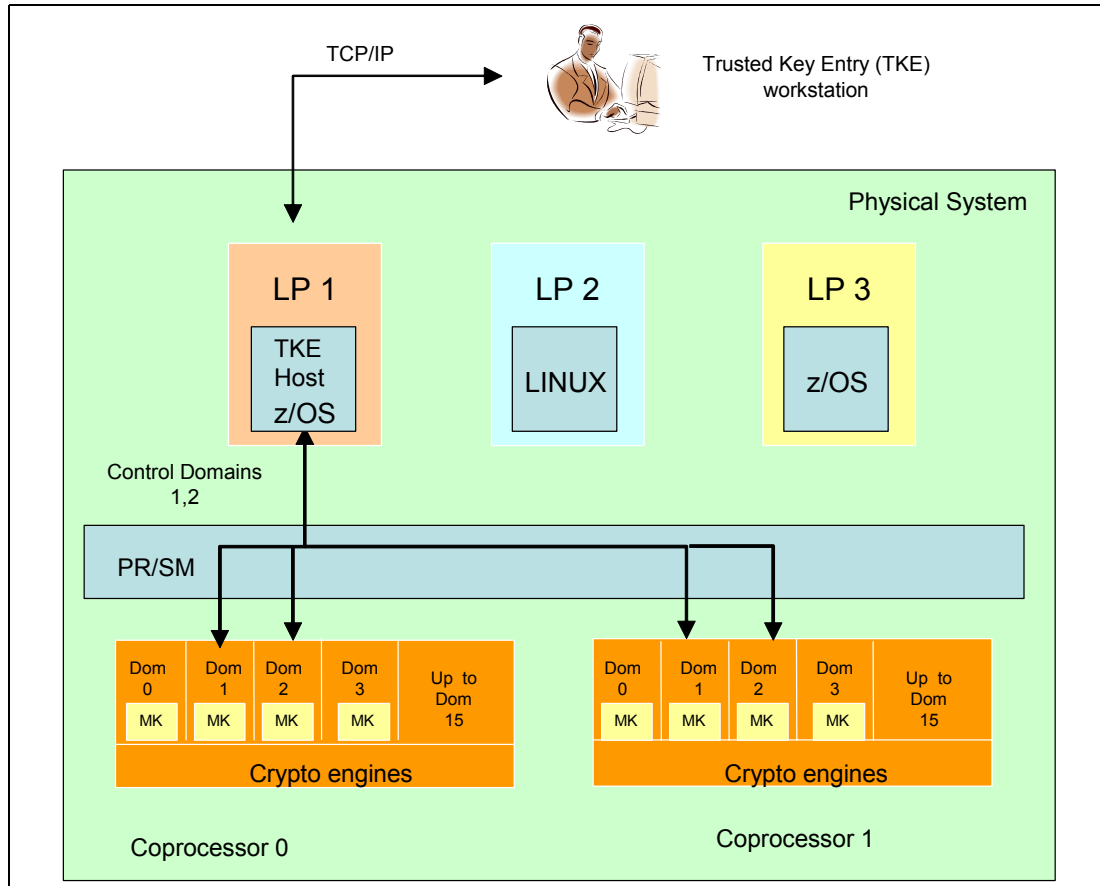 TCP/IP
Trusted Key Entry (TKE)
workstation
Physical System
LP 1
TKE
Host
z/OS
LP 2
LINUX
LP 3
z/OS
Control Domains
1,2
PR/SM
Dom
0
MK
Dom
1
MK
Dom
2
MK
Dom
3
MK
Up to
Dom
15
Crypto engines
Coprocessor 0
Dom
0
MK
Dom
1
MK
Dom
2
MK
Dom
3
MK
Up to
Dom
15
Crypto engines
Coprocessor 1